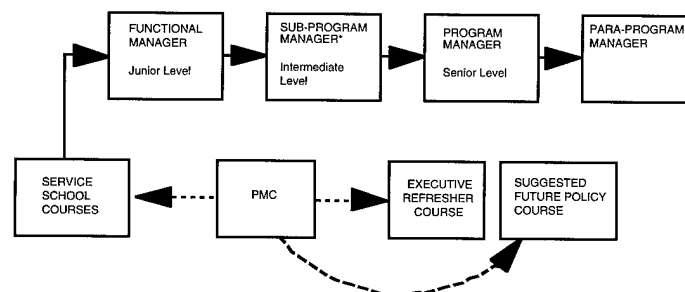 FUNCTIONAL
MANAGER
Junior Level
SUB-PROGRAM
MANAGER*
Intermediate
Level
PROGRAM
MANAGER
Senior Level
PARA-PROGRAM
MANAGER
SERVICE
SCHOOL
COURSES
PMC
EXECUTIVE
REFRESHER
COURSE
SUGGESTED
FUTURE POLICY
COURSE